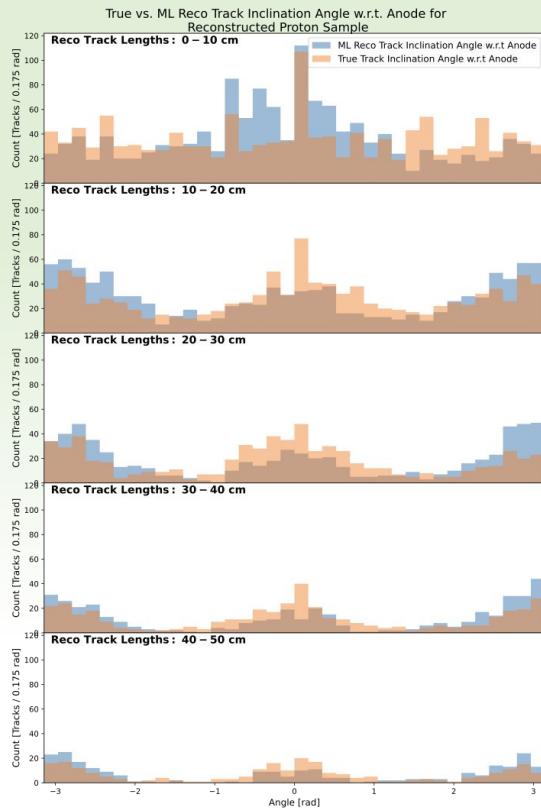 True vs. ML Reco Track Inclination Angle w.r.t. Anode for
Reconstructed Proton Sample
Reco Track Lengths: 0 − 10 cm
ML Reco Track Inclination Angle w.r.t Anode
True Track Inclination Angle w.r.t Anode
Count [Tracks / 0.175 rad]
120
100
80
60
40
20
0
Reco Track Lengths: 10 − 20 cm
Count [Tracks / 0.175 rad]
120
100
80
60
40
20
0
Reco Track Lengths: 20 − 30 cm
Count [Tracks / 0.175 rad]
120
100
80
60
40
20
0
Reco Track Lengths: 30 − 40 cm
Count [Tracks / 0.175 rad]
120
100
80
60
40
20
0
Reco Track Lengths: 40 − 50 cm
Count [Tracks / 0.175 rad]
120
100
80
60
40
20
0
−3 −2 −1 0 1 2 3
Angle [rad]